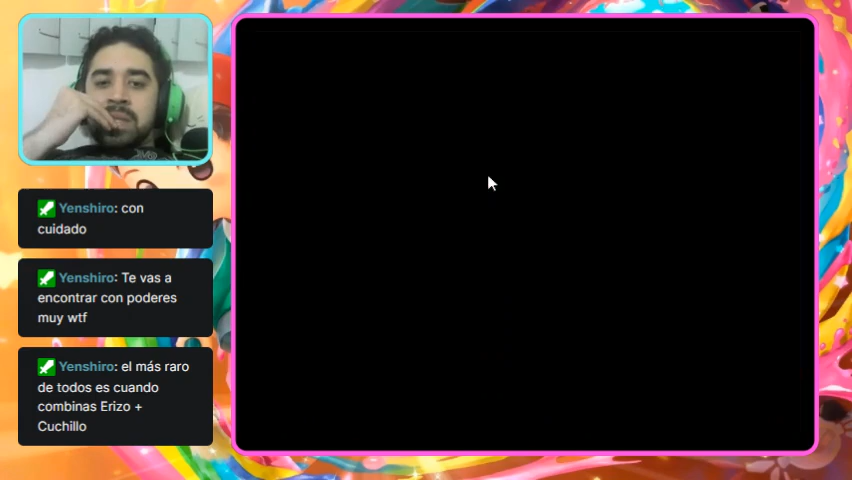 Yenshiro: con
cuidado
Yenshiro: Te vas a
encontrar con poderes
muy wtf
Yenshiro: el más raro
de todos es cuando
combinas Erizo +
Cuchillo